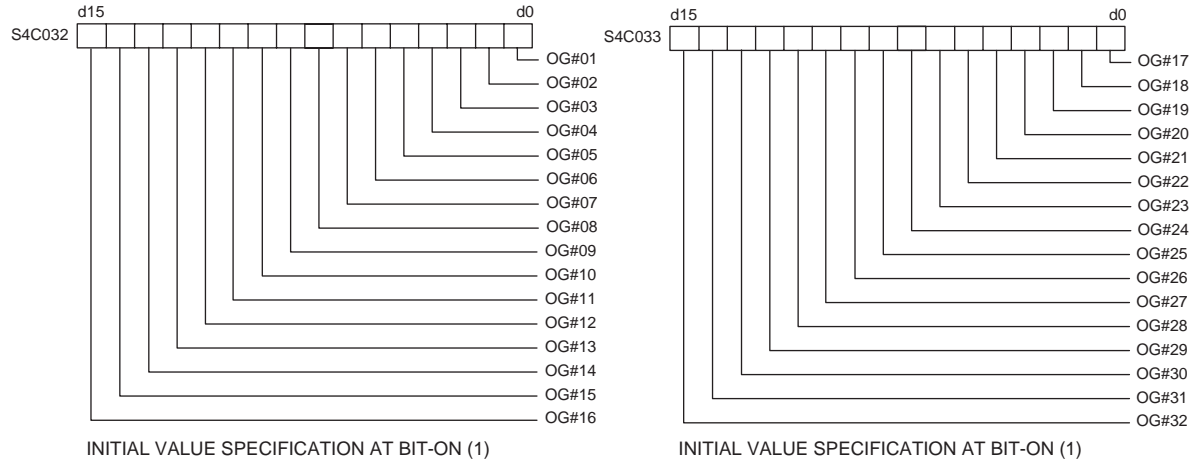 d15 d0
S4C032
OG#01
OG#02
OG#03
OG#04
OG#05
OG#06
OG#07
OG#08
OG#09
OG#10
OG#11
OG#12
OG#13
OG#14
OG#15
OG#16
INITIAL VALUE SPECIFICATION AT BIT-ON (1)
d15 d0
S4C033
OG#17
OG#18
OG#19
OG#20
OG#21
OG#22
OG#23
OG#24
OG#25
OG#26
OG#27
OG#28
OG#29
OG#30
OG#31
OG#32
INITIAL VALUE SPECIFICATION AT BIT-ON (1)